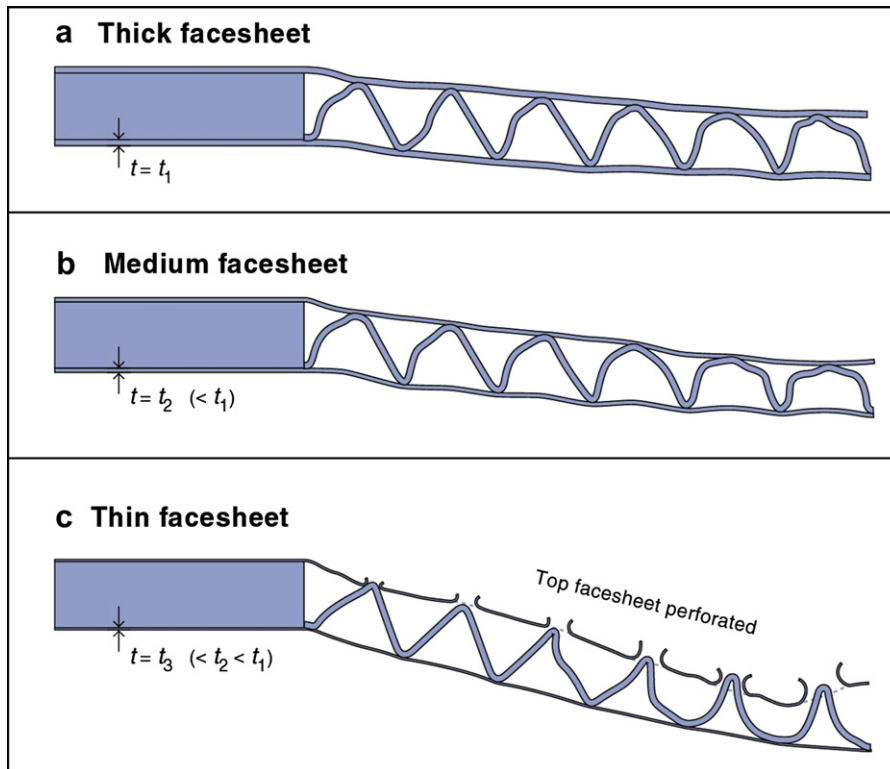 a Thick facesheet
t = t1
b Medium facesheet
t = t2 (< t1)
c Thin facesheet
Top facesheet perforated
t = t3 (< t2 < t1)